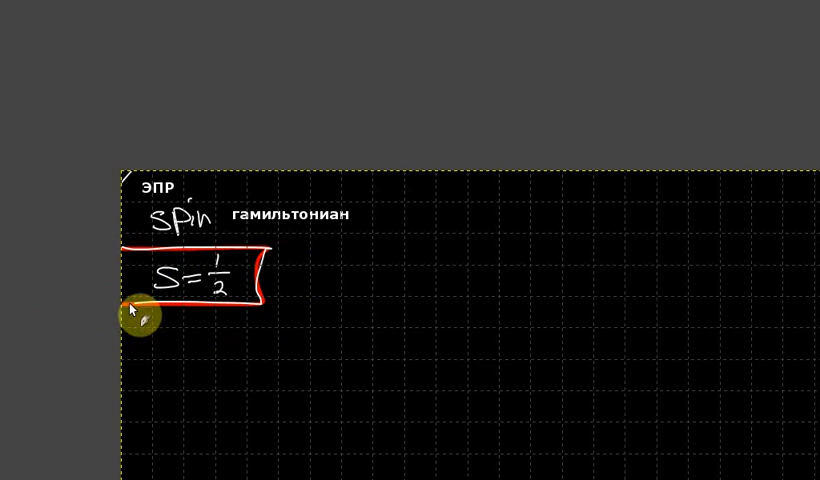 ЭПР
spin гамильтониан
S = 1/2